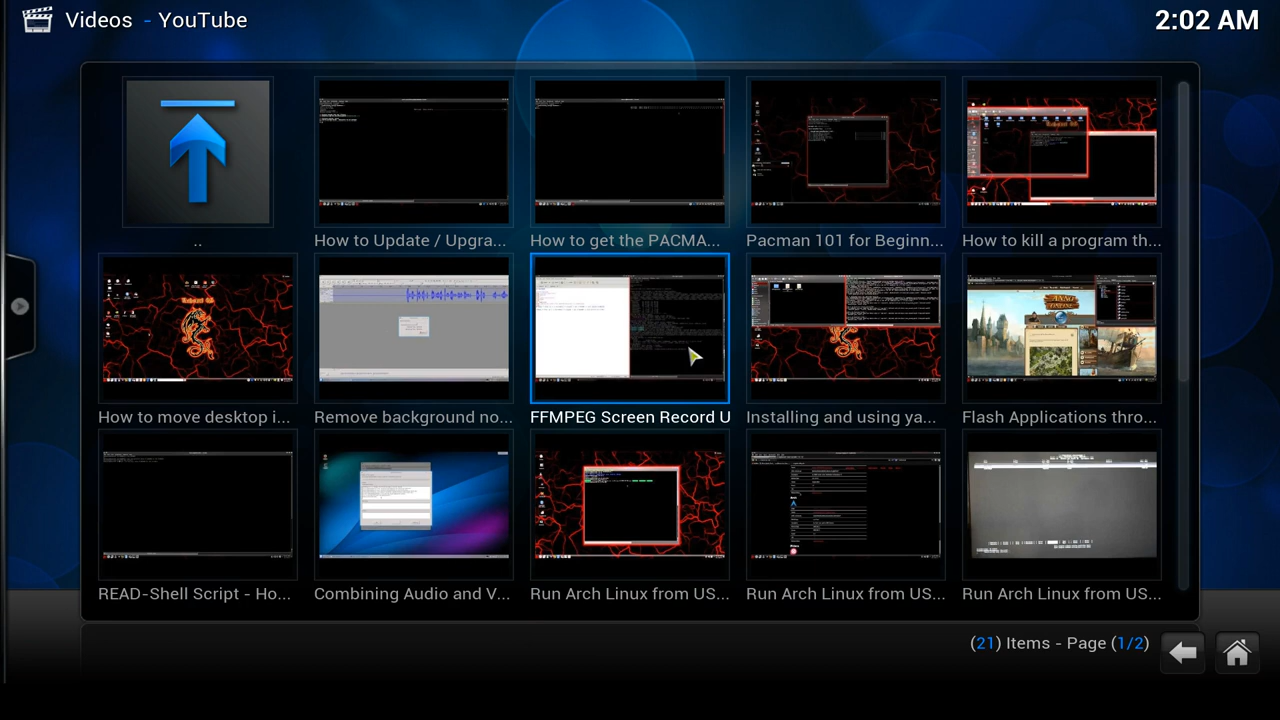 Videos - YouTube
2:02 AM
..
How to Update / Upgra...
How to get the PACMA...
Pacman 101 for Beginn...
How to kill a program th...
How to move desktop i...
Remove background no...
FFMPEG Screen Record U
Installing and using ya...
Flash Applications thro...
READ-Shell Script - Ho...
Combining Audio and V...
Run Arch Linux from US...
Run Arch Linux from US...
Run Arch Linux from US...
(21) Items - Page (1/2)